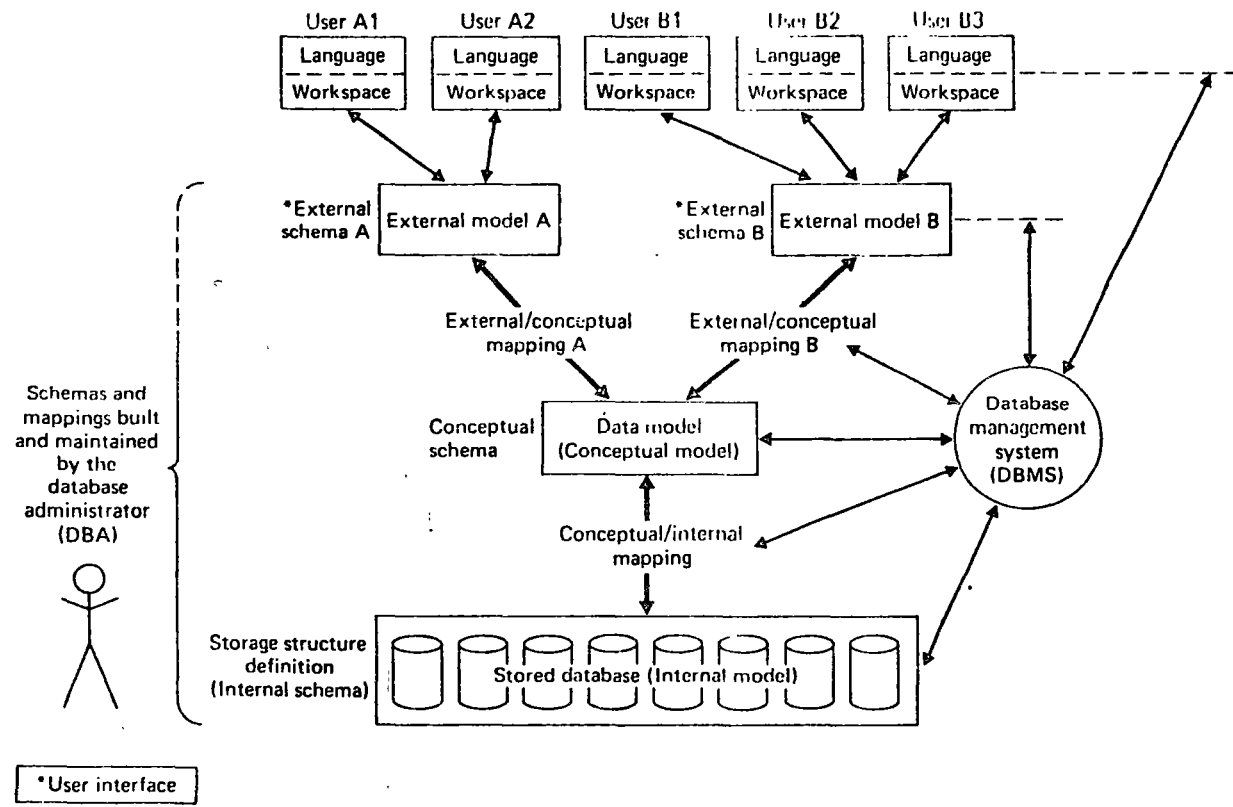 User A1
User A2
User B1
User B2
User B3
Language
Language
Language
Language
Language
Workspace
Workspace
Workspace
Workspace
Workspace
*External
schema A
External model A
*External
schema B
External model B
External/conceptual
mapping A
External/conceptual
mapping B
Schemas and
mappings built
and maintained
by the
database
administrator
(DBA)
Conceptual
schema
Data model
(Conceptual model)
Database
management
system
(DBMS)
Conceptual/internal
mapping
Storage structure
definition
(Internal schema)
Stored database (Internal model)
*User interface